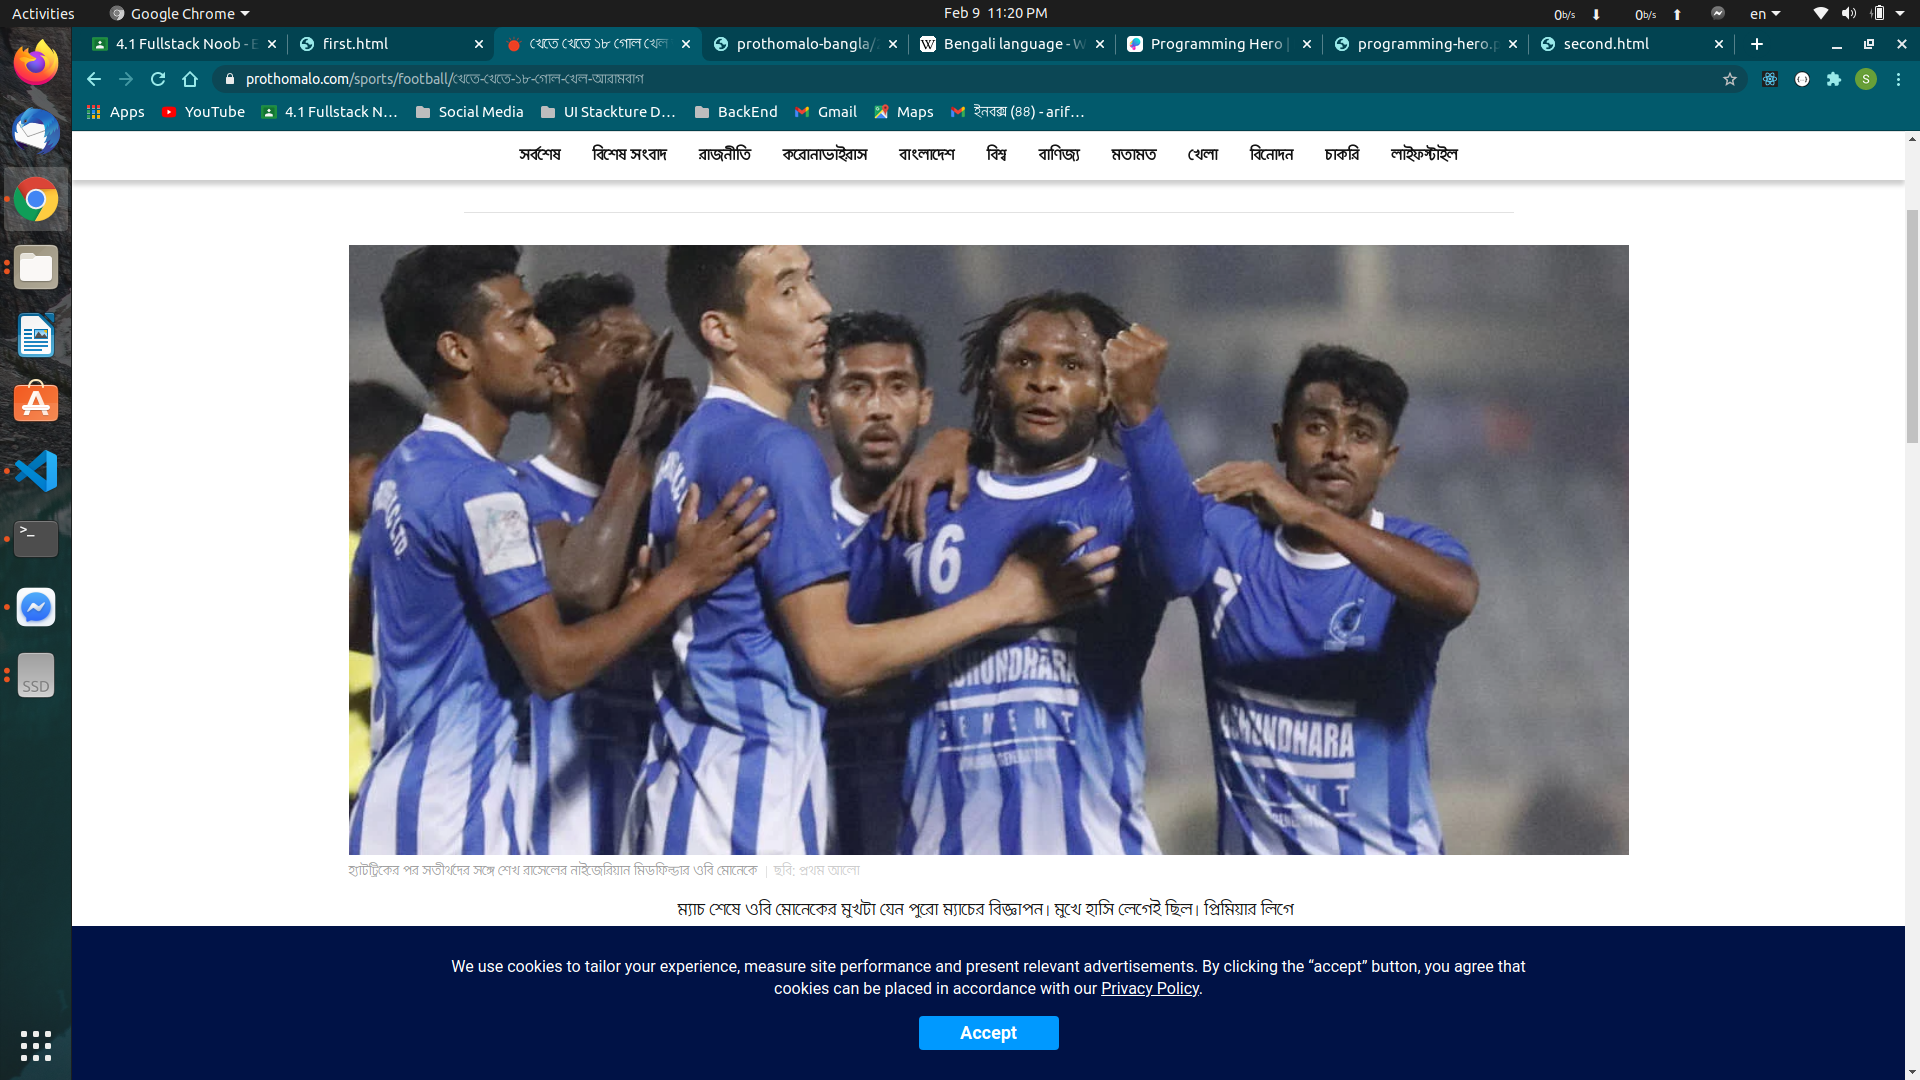 Activities
Google Chrome
Feb 9 11:20 PM
0b/s
0b/s
en
4.1 Fullstack Noob - E
first.html
খেতে খেতে ১৮ গোল খেল
prothomalo-bangla/
Bengali language - W
Programming Hero |
programming-hero.p
second.html
prothomalo.com/sports/football/খেতে-খেতে-১৮-গোল-খেল-আরামবাগ
S
Apps
YouTube
4.1 Fullstack N...
Social Media
UI Stackture D...
BackEnd
Gmail
Maps
ইনবক্স (৪৪) - arif...
সর্বশেষ
বিশেষ সংবাদ
রাজনীতি
করোনাভাইরাস
বাংলাদেশ
বিশ্ব
বাণিজ্য
মতামত
খেলা
বিনোদন
চাকরি
লাইফস্টাইল
16
7
CEMENT
SHUNDHARA
হ্যাটট্রিকের পর সতীর্থদের সঙ্গে শেখ রাসেলের নাইজেরিয়ান মিডফিল্ডার ওবি মোনেকে | ছবি: প্রথম আলো
ম্যাচ শেষে ওবি মোনেকের মুখটা যেন পুরো ম্যাচের বিজ্ঞাপন। মুখে হাসি লেগেই ছিল। প্রিমিয়ার লিগে
We use cookies to tailor your experience, measure site performance and present relevant advertisements. By clicking the “accept” button, you agree that
cookies can be placed in accordance with our Privacy Policy.
Accept
SSD